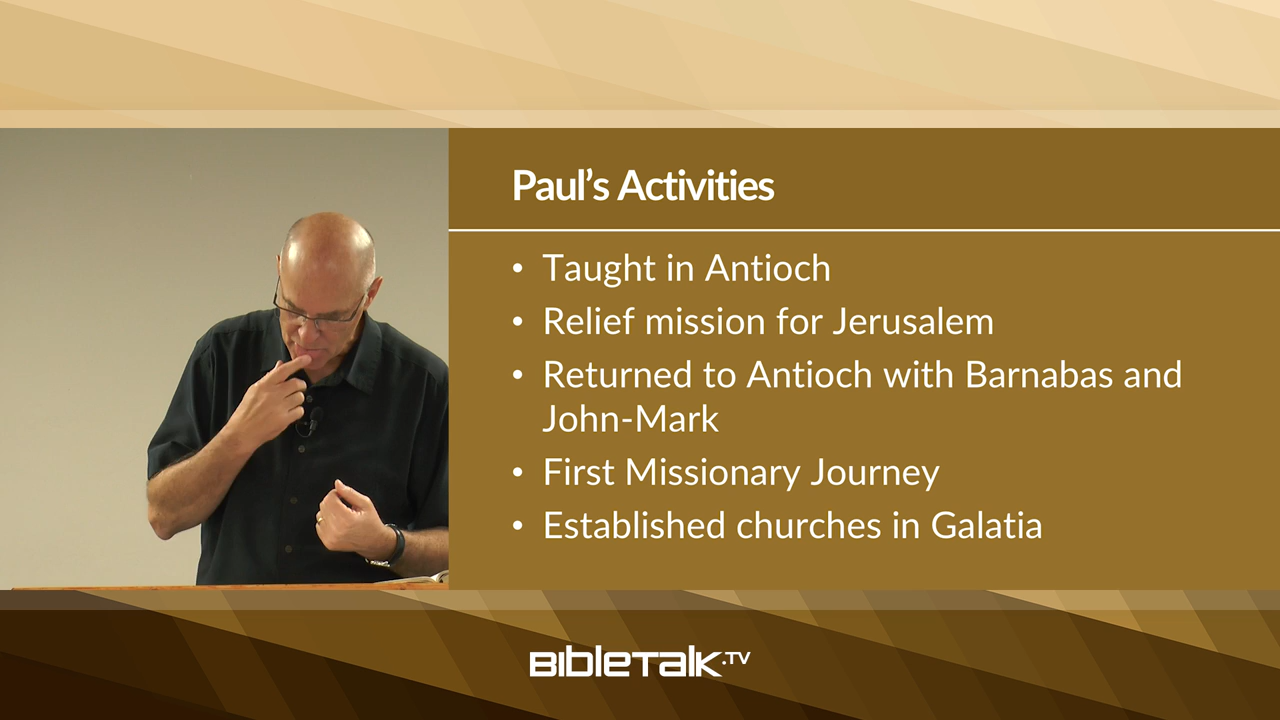 Paul's Activities
• Taught in Antioch
• Relief mission for Jerusalem
• Returned to Antioch with Barnabas and
John-Mark
• First Missionary Journey
• Established churches in Galatia
BIBLETALK.TV